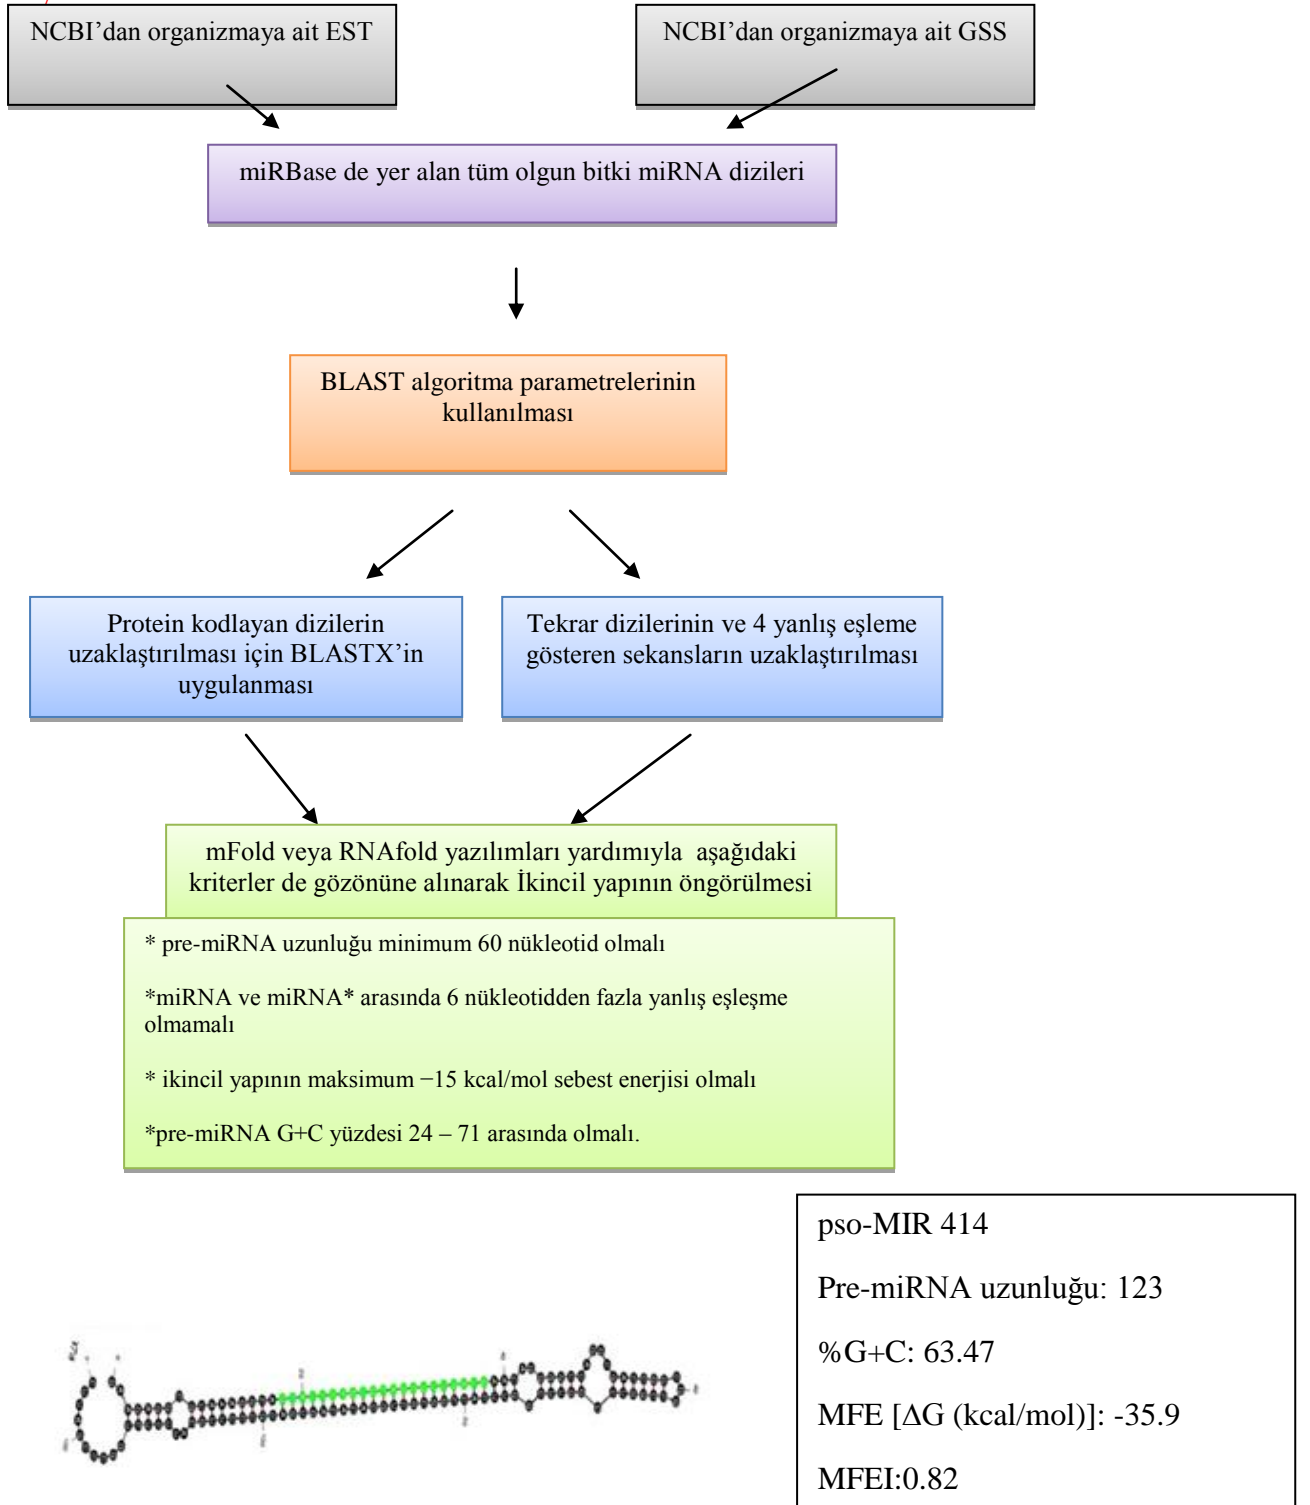 NCBI’dan organizmaya ait EST
NCBI’dan organizmaya ait GSS
miRBase de yer alan tüm olgun bitki miRNA dizileri
BLAST algoritma parametrelerinin
kullanılması
Protein kodlayan dizilerin
uzaklaştırılması için BLASTX’in
uygulanması
Tekrar dizilerinin ve 4 yanlış eşleme
gösteren sekansların uzaklaştırılması
mFold veya RNAfold yazılımları yardımıyla aşağıdaki
kriterler de gözönüne alınarak İkincil yapının öngörülmesi
* pre-miRNA uzunluğu minimum 60 nükleotid olmalı
*miRNA ve miRNA* arasında 6 nükleotidden fazla yanlış eşleşme
olmamalı
* ikincil yapının maksimum −15 kcal/mol sebest enerjisi olmalı
*pre-miRNA G+C yüzdesi 24 – 71 arasında olmalı.
pso-MIR 414
Pre-miRNA uzunluğu: 123
%G+C: 63.47
MFE [ΔG (kcal/mol)]: -35.9
MFEI:0.82